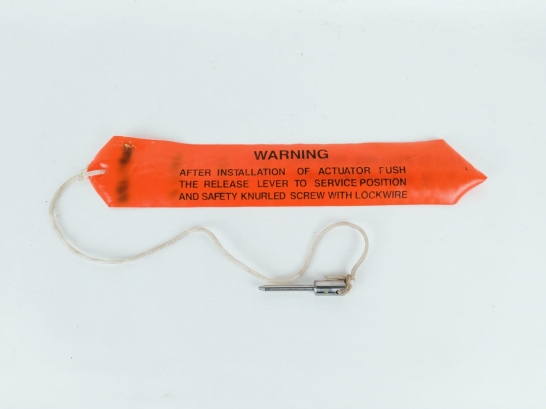 WARNING
AFTER INSTALLATION OF ACTUATOR PUSH
THE RELEASE LEVER TO SERVICE POSITION
AND SAFETY KNURLED SCREW WITH LOCKWIRE